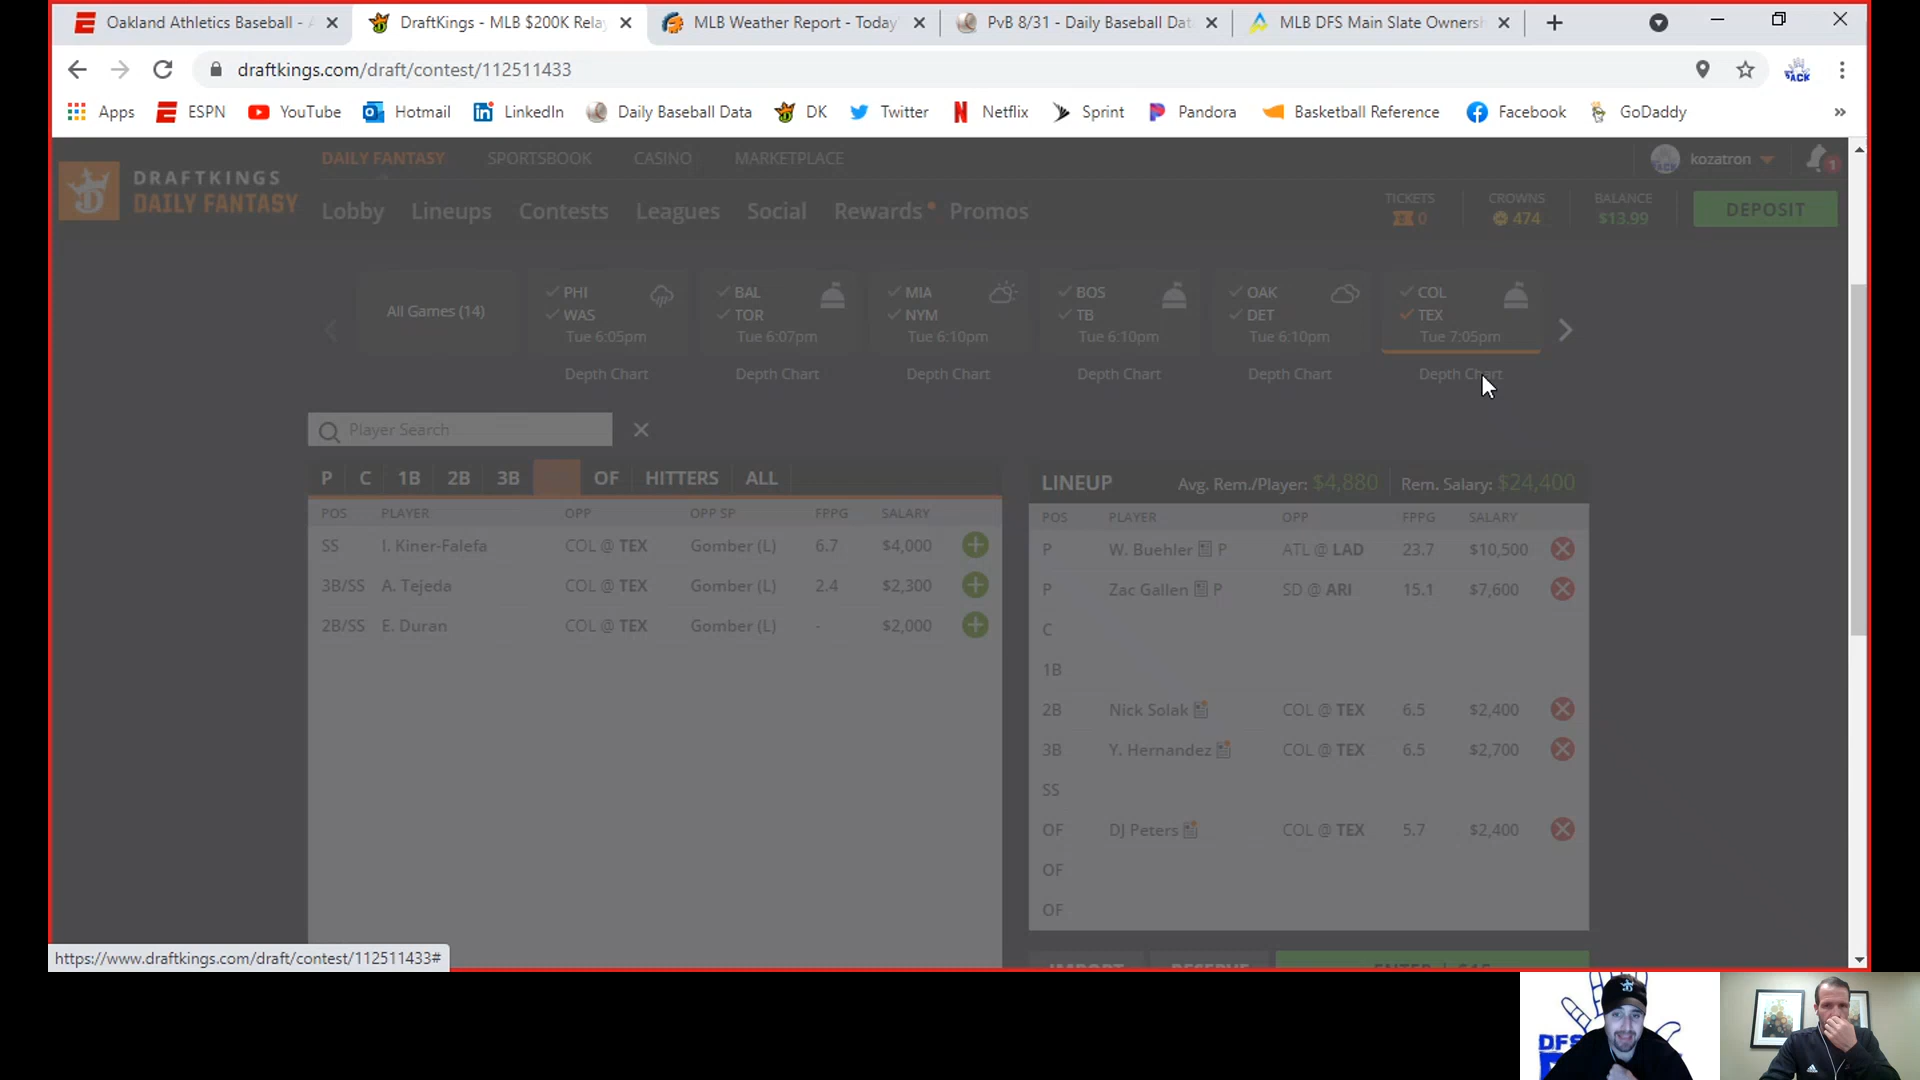 Oakland Athletics Baseball -
DraftKings - MLB $200K Relay
MLB Weather Report - Today'
PvB 8/31 - Daily Baseball Dat
MLB DFS Main Slate Ownersh
draftkings.com/draft/contest/112511433
Apps ESPN YouTube Hotmail LinkedIn Daily Baseball Data DK Twitter Netflix Sprint Pandora Basketball Reference Facebook GoDaddy »
DAILY FANTASY SPORTSBOOK CASINO MARKETPLACE kozatron 1
DRAFTKINGS
DAILY FANTASY
Lobby Lineups Contests Leagues Social Rewards Promos
TICKETS CROWNS BALANCE
0 474 $13.99
DEPOSIT
All Games (14)
PHI BAL MIA BOS OAK COL
WAS TOR NYM TB DET TEX
Tue 6:05pm Tue 6:07pm Tue 6:10pm Tue 6:10pm Tue 6:10pm Tue 7:05pm
Depth Chart Depth Chart Depth Chart Depth Chart Depth Chart Depth Chart
Player Search
P C 1B 2B 3B OF HITTERS ALL
POS PLAYER OPP OPP SP FPPG SALARY
SS I. Kiner-Falefa COL @ TEX Gomber (L) 6.7 $4,000
3B/SS A. Tejeda COL @ TEX Gomber (L) 2.4 $2,300
2B/SS E. Duran COL @ TEX Gomber (L) - $2,000
LINEUP Avg. Rem./Player: $4,880 Rem. Salary: $24,400
POS PLAYER OPP FPPG SALARY
P W. Buehler P ATL @ LAD 23.7 $10,500
P Zac Gallen P SD @ ARI 15.1 $7,600
C
1B
2B Nick Solak COL @ TEX 6.5 $2,400
3B Y. Hernandez COL @ TEX 6.5 $2,700
SS
OF DJ Peters COL @ TEX 5.7 $2,400
OF
OF
IMPORT RESERVE
https://www.draftkings.com/draft/contest/112511433#
DFS